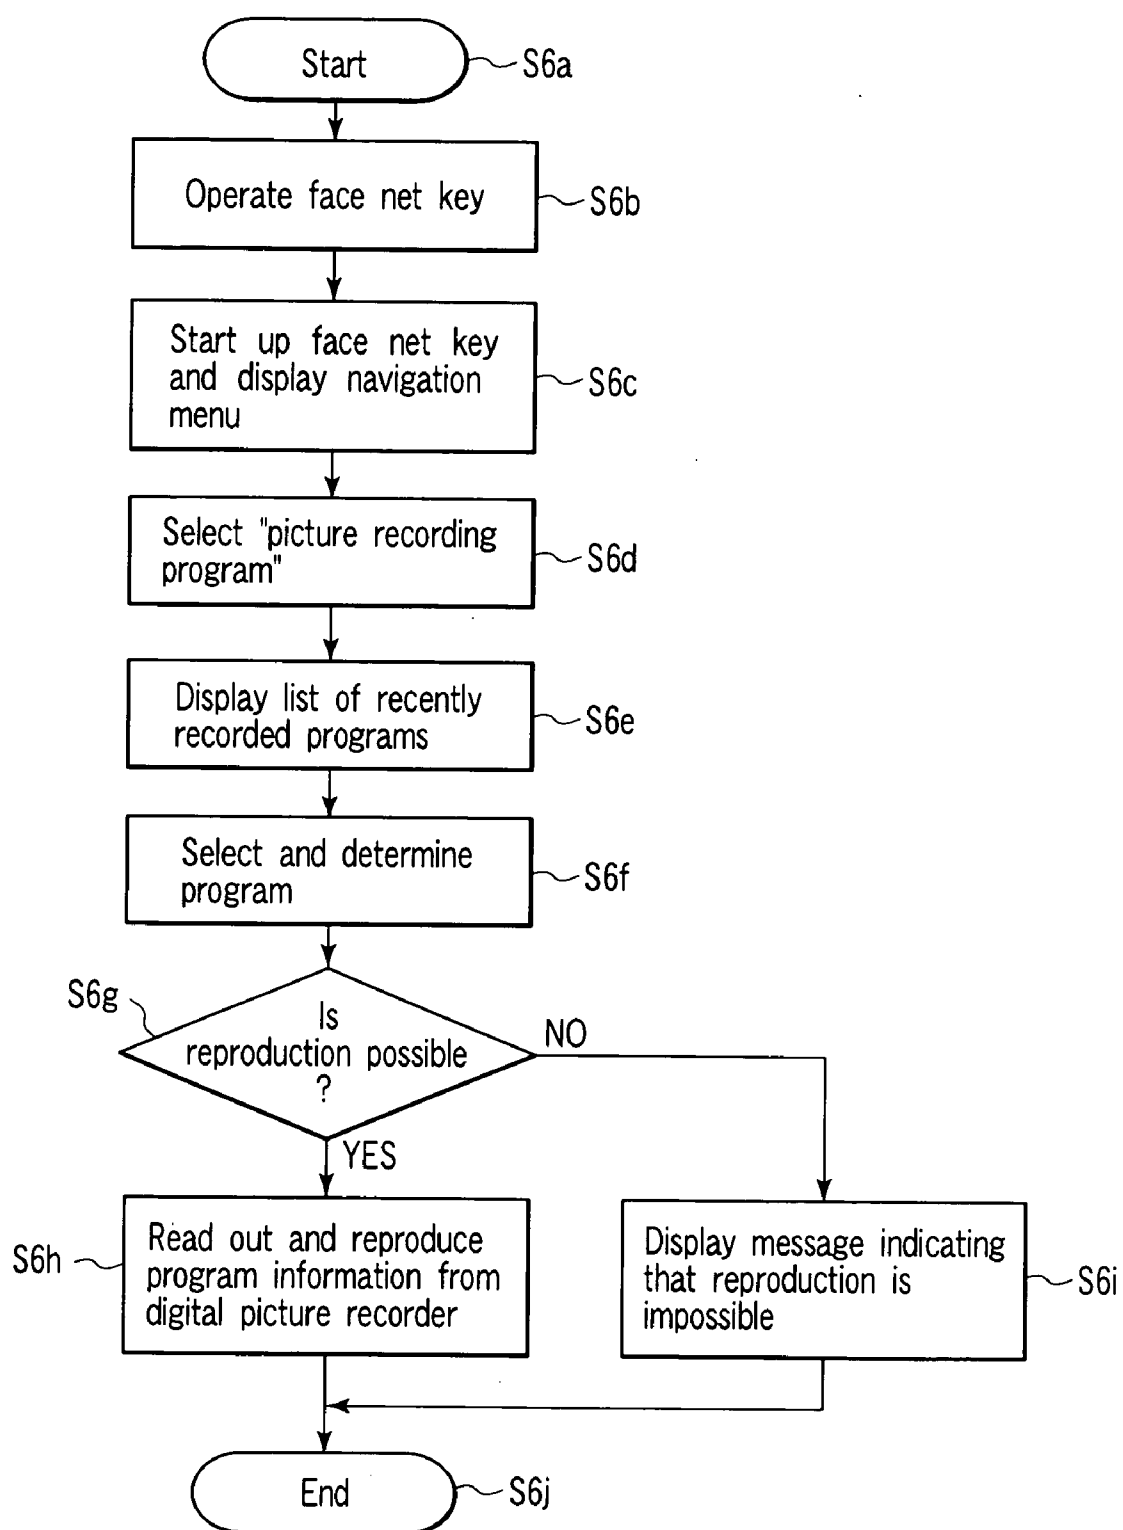 Start
S6a
Operate face net key
S6b
Start up face net key
and display navigation
menu
S6c
Select "picture recording
program"
S6d
Display list of recently
recorded programs
S6e
Select and determine
program
S6f
S6g
Is
reproduction possible
?
NO
YES
S6h
Read out and reproduce
program information from
digital picture recorder
Display message indicating
that reproduction is
impossible
S6i
End
S6j